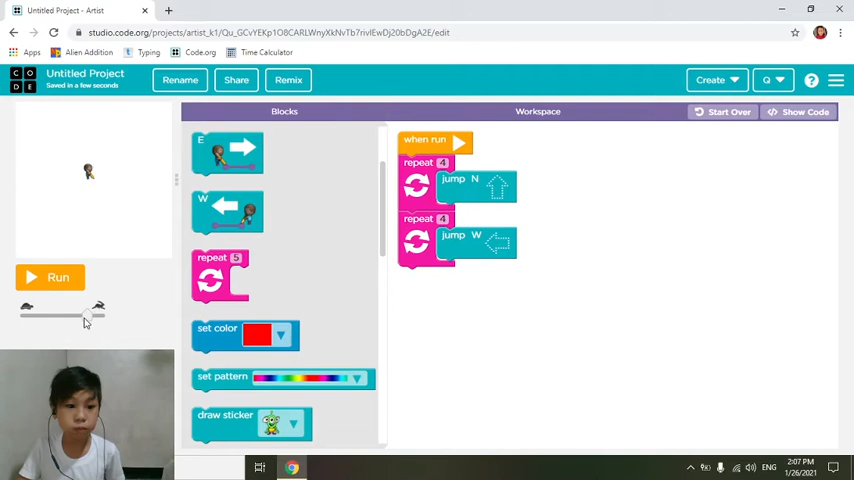 Untitled Project - Artist
studio.code.org/projects/artist_k1/Qu_GCvYEKp1O8CARLWnyXkNvTb7rivIEwDj20bDgA2E/edit
Apps Alien Addition Typing Code.org Time Calculator
CODE
Untitled Project
Saved in a few seconds
Rename Share Remix Create Q ?
Blocks Workspace Start Over </> Show Code
E
W
repeat 5
set color
set pattern
draw sticker
when run
repeat 4
jump N
repeat 4
jump W
Run
ENG
2:07 PM
1/26/2021